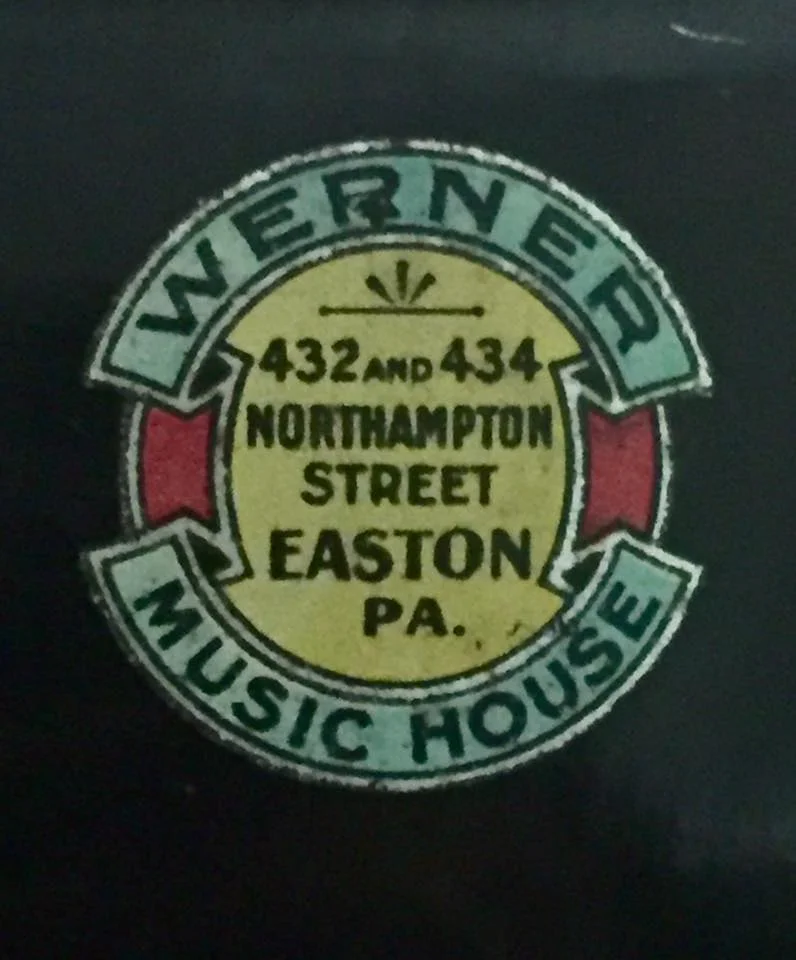 WERNER
432 AND 434
NORTHAMPTON
STREET
EASTON
PA.
MUSIC HOUSE